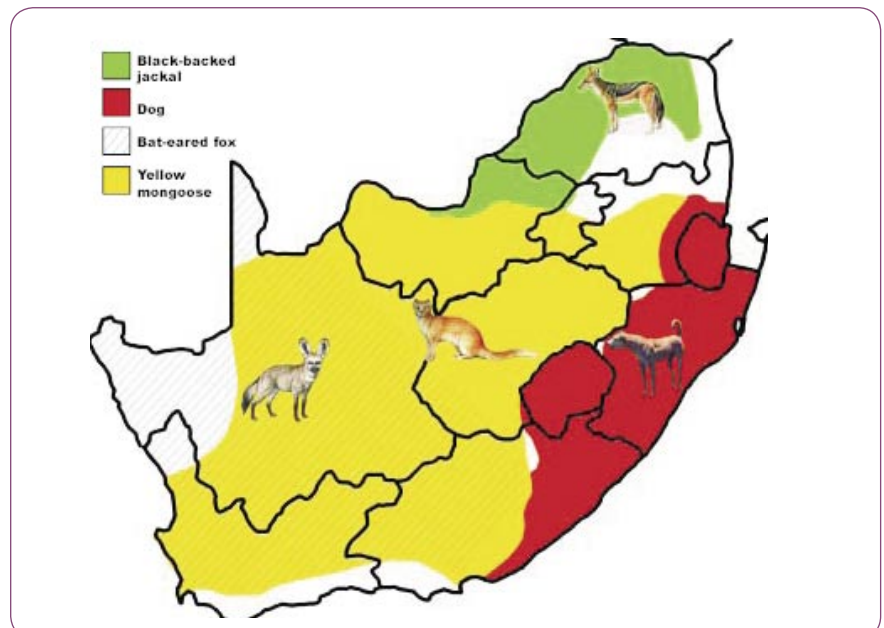 Black-backed
jackal
Dog
Bat-eared fox
Yellow
mongoose